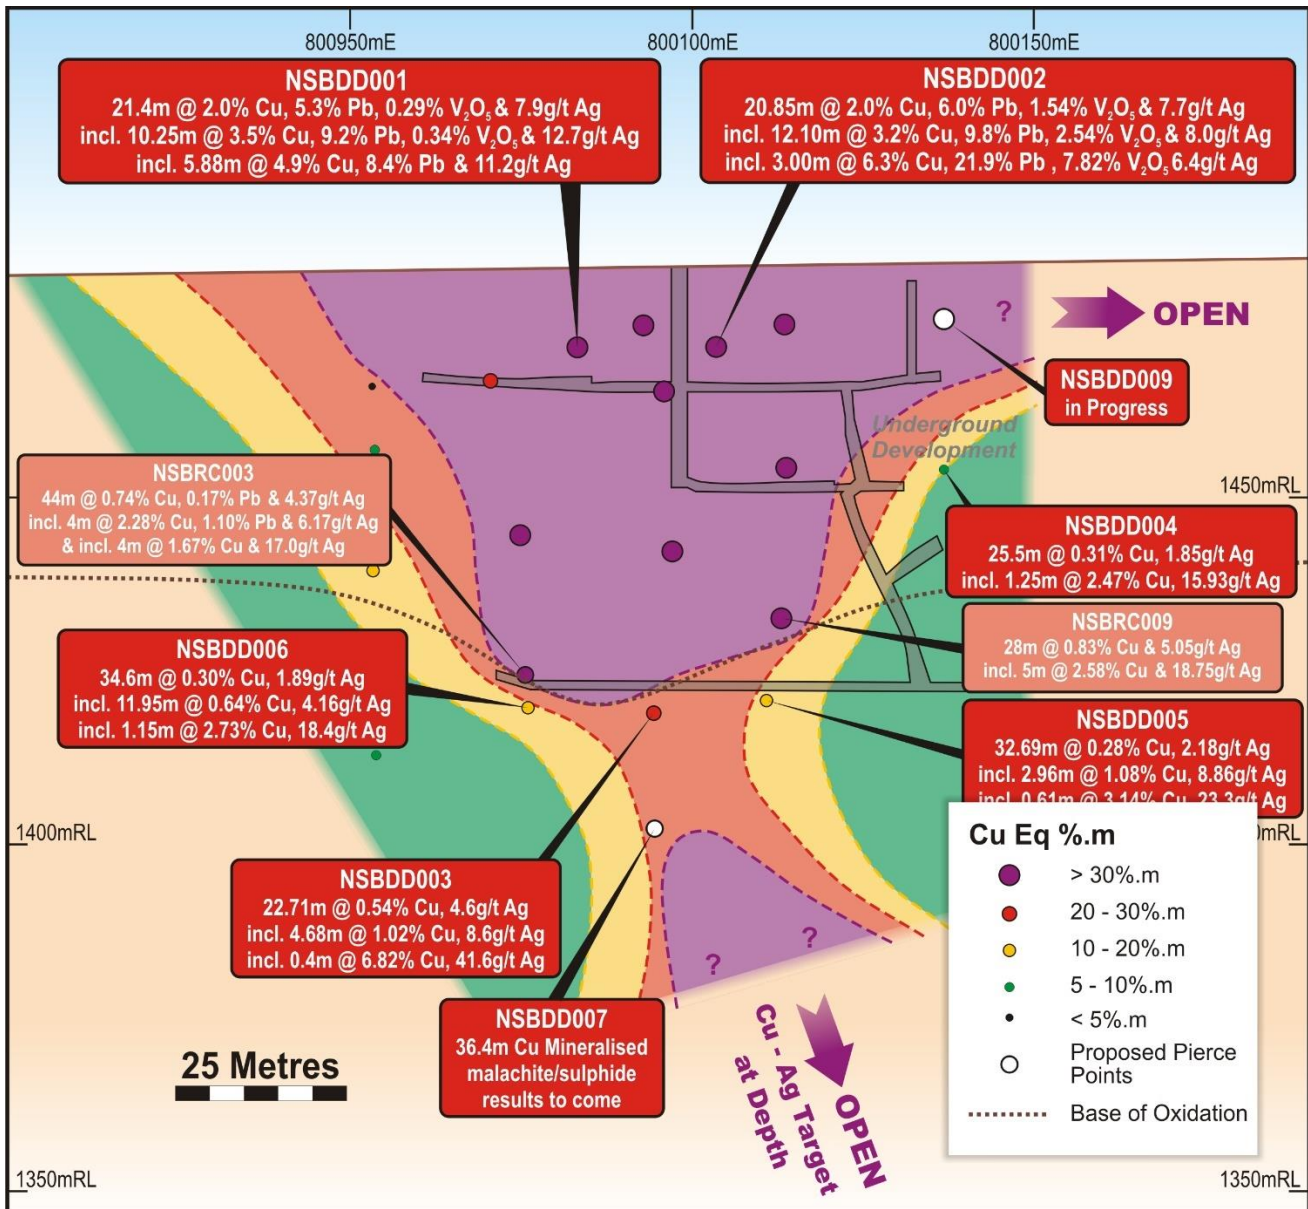 800950mE
800100mE
800150mE
NSBDD001
21.4m @ 2.0% Cu, 5.3% Pb, 0.29% V₂O₅ & 7.9g/t Ag
incl. 10.25m @ 3.5% Cu, 9.2% Pb, 0.34% V₂O₅ & 12.7g/t Ag
incl. 5.88m @ 4.9% Cu, 8.4% Pb & 11.2g/t Ag
NSBDD002
20.85m @ 2.0% Cu, 6.0% Pb, 1.54% V₂O₅ & 7.7g/t Ag
incl. 12.10m @ 3.2% Cu, 9.8% Pb, 2.54% V₂O₅ & 8.0g/t Ag
incl. 3.00m @ 6.3% Cu, 21.9% Pb , 7.82% V₂O₅ 6.4g/t Ag
?
OPEN
NSBDD009
in Progress
Underground
Development
NSBRC003
44m @ 0.74% Cu, 0.17% Pb & 4.37g/t Ag
incl. 4m @ 2.28% Cu, 1.10% Pb & 6.17g/t Ag
& incl. 4m @ 1.67% Cu & 17.0g/t Ag
1450mRL
NSBDD004
25.5m @ 0.31% Cu, 1.85g/t Ag
incl. 1.25m @ 2.47% Cu, 15.93g/t Ag
NSBRC009
28m @ 0.83% Cu & 5.05g/t Ag
incl. 5m @ 2.58% Cu & 18.75g/t Ag
NSBDD006
34.6m @ 0.30% Cu, 1.89g/t Ag
incl. 11.95m @ 0.64% Cu, 4.16g/t Ag
incl. 1.15m @ 2.73% Cu, 18.4g/t Ag
NSBDD005
32.69m @ 0.28% Cu, 2.18g/t Ag
incl. 2.96m @ 1.08% Cu, 8.86g/t Ag
incl. 0.61m @ 3.14% Cu, 23.3g/t Ag
1400mRL
NSBDD003
22.71m @ 0.54% Cu, 4.6g/t Ag
incl. 4.68m @ 1.02% Cu, 8.6g/t Ag
incl. 0.4m @ 6.82% Cu, 41.6g/t Ag
?
?
NSBDD007
36.4m Cu Mineralised
malachite/sulphide
results to come
Cu - Ag Target
at Depth
OPEN
25 Metres
Cu Eq %.m
> 30%.m
20 - 30%.m
10 - 20%.m
5 - 10%.m
< 5%.m
Proposed Pierce
Points
Base of Oxidation
1350mRL
1350mRL